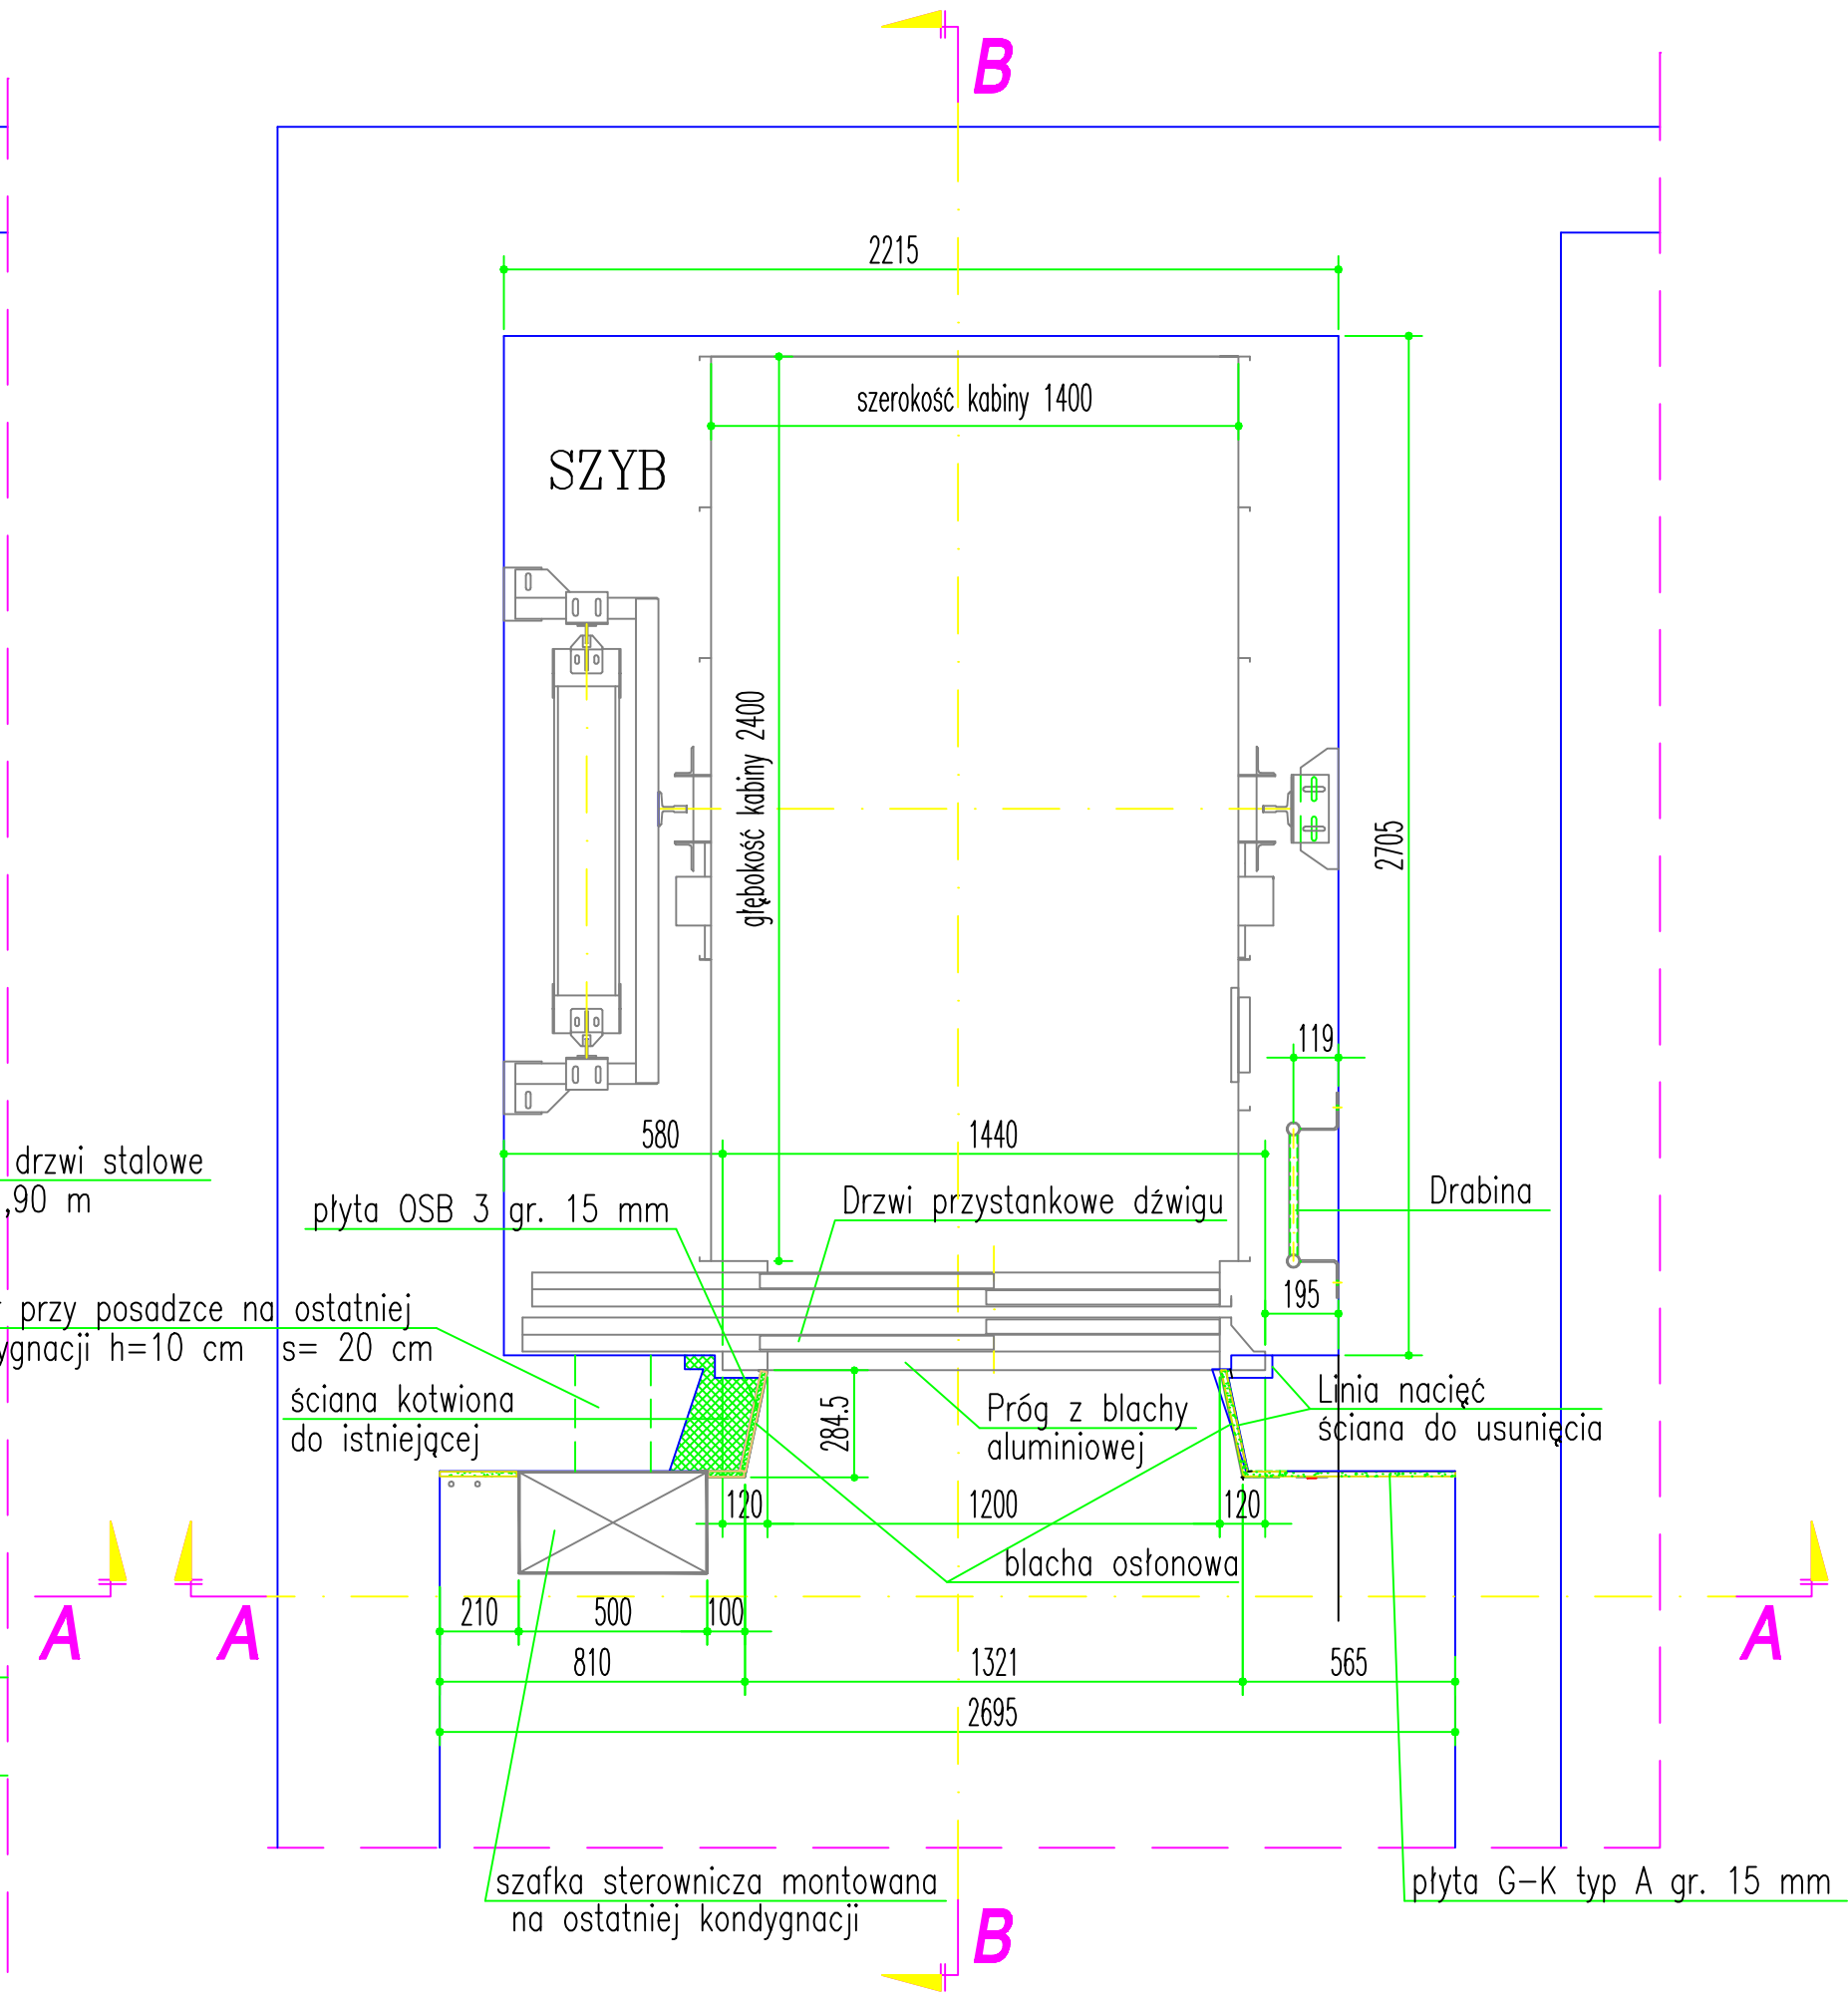 B
2215
szerokość kabiny 1400
SZYB
głębokość kabiny 2400
2705
119
580
1440
drzwi stalowe
,90 m
płyta OSB 3 gr. 15 mm
Drzwi przystankowe dźwigu
Drabina
195
przy posadzce na ostatniej
ygnacji h=10 cm s= 20 cm
ściana kotwiona
do istniejącej
284.5
Próg z blachy
aluminiowej
Linia nacięć
ściana do usunięcia
120
1200
120
blacha osłonowa
A
A
A
210
500
100
810
1321
565
2695
szafka sterownicza montowana
na ostatniej kondygnacji
płyta G-K typ A gr. 15 mm
B